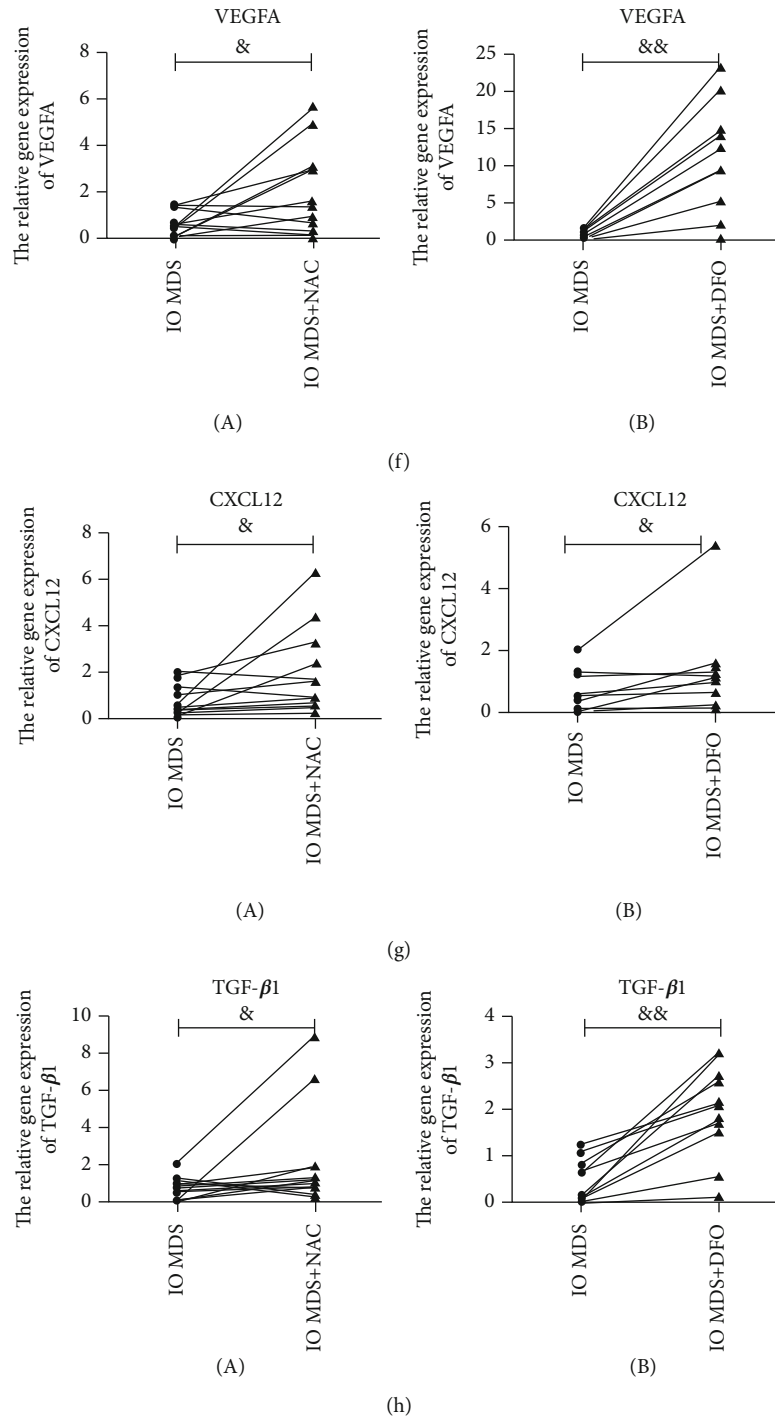 VEGFA
&
The relative gene expression
of VEGFA
8
6
4
2
0
IO MDS
IO MDS+NAC
(A)
VEGFA
&&
The relative gene expression
of VEGFA
25
20
15
10
5
0
IO MDS
IO MDS+DFO
(B)
(f)
CXCL12
&
The relative gene expression
of CXCL12
8
6
4
2
0
IO MDS
IO MDS+NAC
(A)
CXCL12
&
The relative gene expression
of CXCL12
6
4
2
0
IO MDS
IO MDS+DFO
(B)
(g)
TGF-β1
&
The relative gene expression
of TGF-β1
10
8
6
4
2
0
IO MDS
IO MDS+NAC
(A)
TGF-β1
&&
The relative gene expression
of TGF-β1
4
3
2
1
0
IO MDS
IO MDS+DFO
(B)
(h)